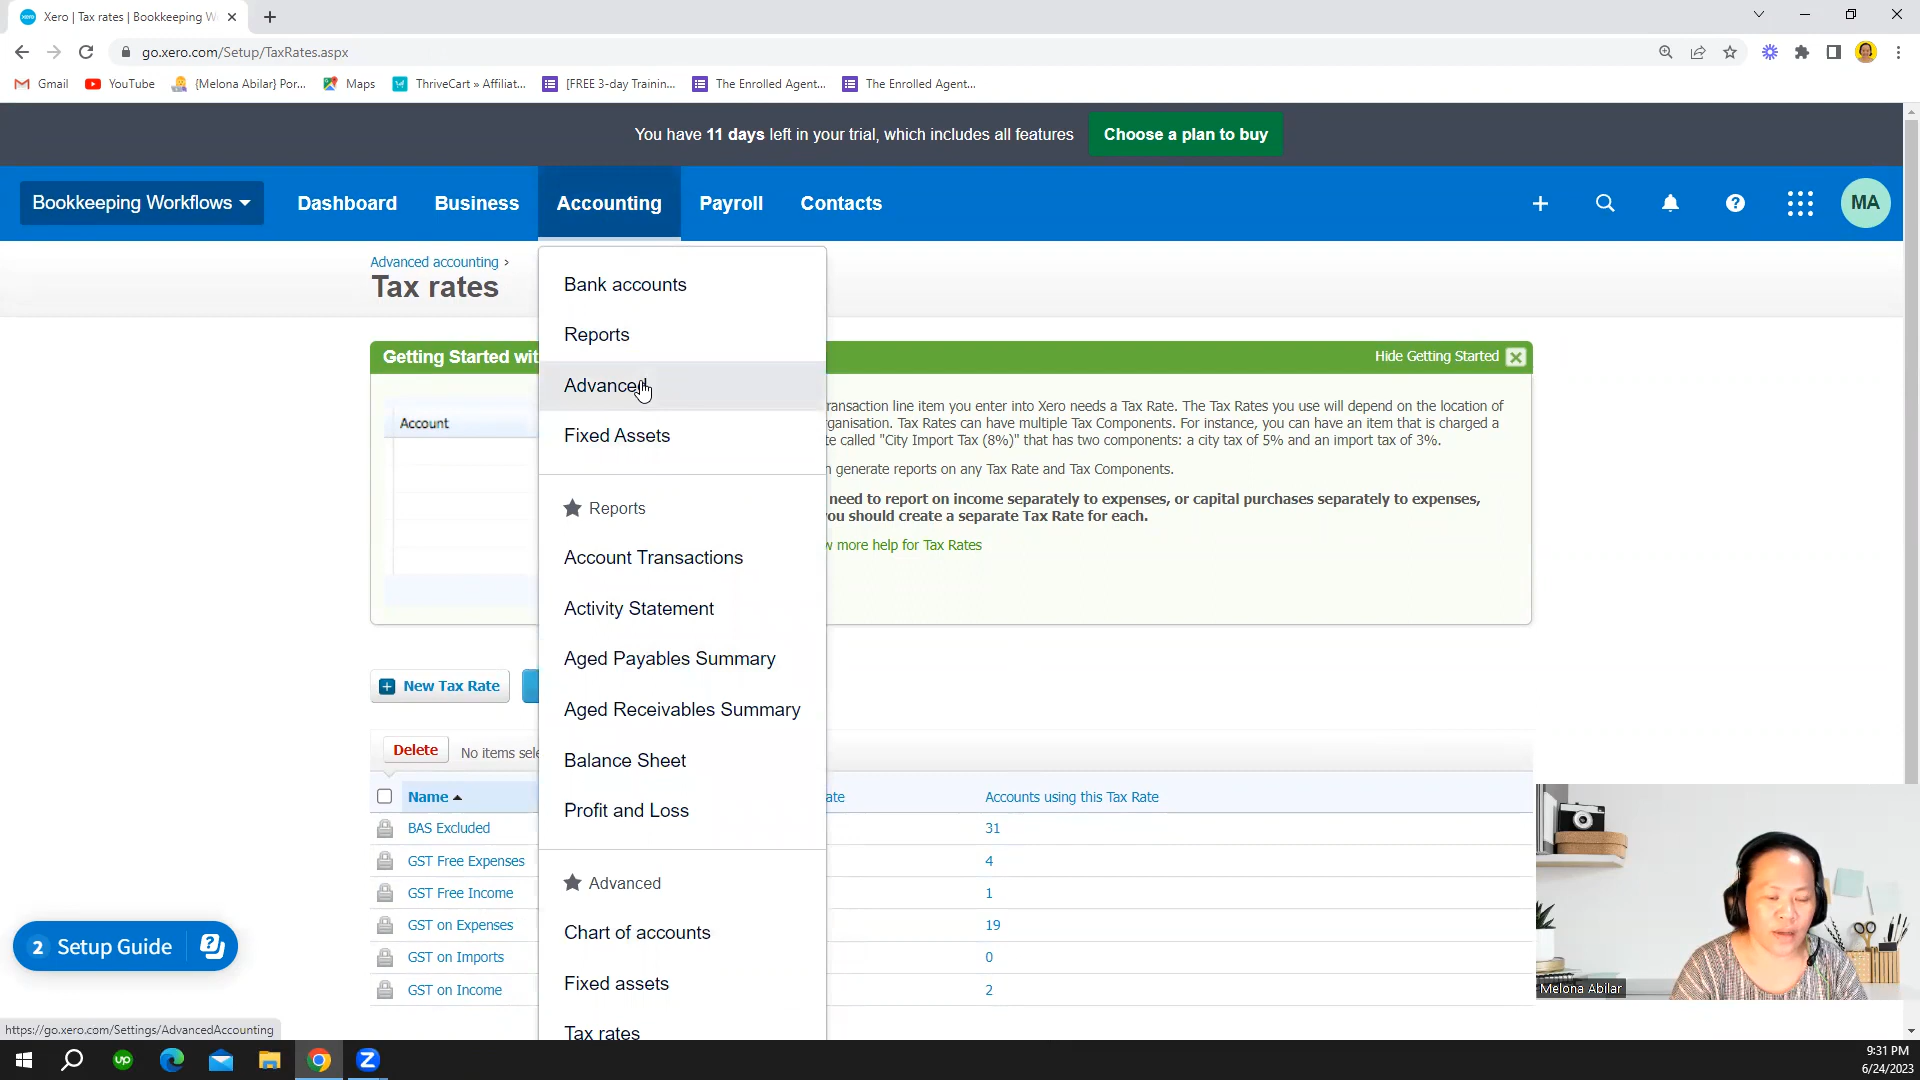 Xero | Tax rates | Bookkeeping W
go.xero.com/Setup/TaxRates.aspx
Gmail
YouTube
{Melona Abilar} Por...
Maps
ThriveCart » Affiliat...
[FREE 3-day Trainin...
The Enrolled Agent...
The Enrolled Agent...
You have 11 days left in your trial, which includes all features
Choose a plan to buy
Bookkeeping Workflows
Dashboard
Business
Accounting
Payroll
Contacts
MA
Advanced accounting ›
Tax rates
Bank accounts
Reports
Advanced
Fixed Assets
Reports
Account Transactions
Activity Statement
Aged Payables Summary
Aged Receivables Summary
Balance Sheet
Profit and Loss
Advanced
Chart of accounts
Fixed assets
Tax rates
Getting Started wit
Hide Getting Started
Account
ransaction line item you enter into Xero needs a Tax Rate. The Tax Rates you use will depend on the location of
rganisation. Tax Rates can have multiple Tax Components. For instance, you can have an item that is charged a
te called "City Import Tax (8%)" that has two components: a city tax of 5% and an import tax of 3%.
n generate reports on any Tax Rate and Tax Components.
need to report on income separately to expenses, or capital purchases separately to expenses,
ou should create a separate Tax Rate for each.
w more help for Tax Rates
New Tax Rate
Delete
No items sele
Name
ate
Accounts using this Tax Rate
BAS Excluded
31
GST Free Expenses
4
GST Free Income
1
GST on Expenses
19
GST on Imports
0
GST on Income
2
2 Setup Guide
Melona Abilar
https://go.xero.com/Settings/AdvancedAccounting
up
Z
9:31 PM
6/24/2023